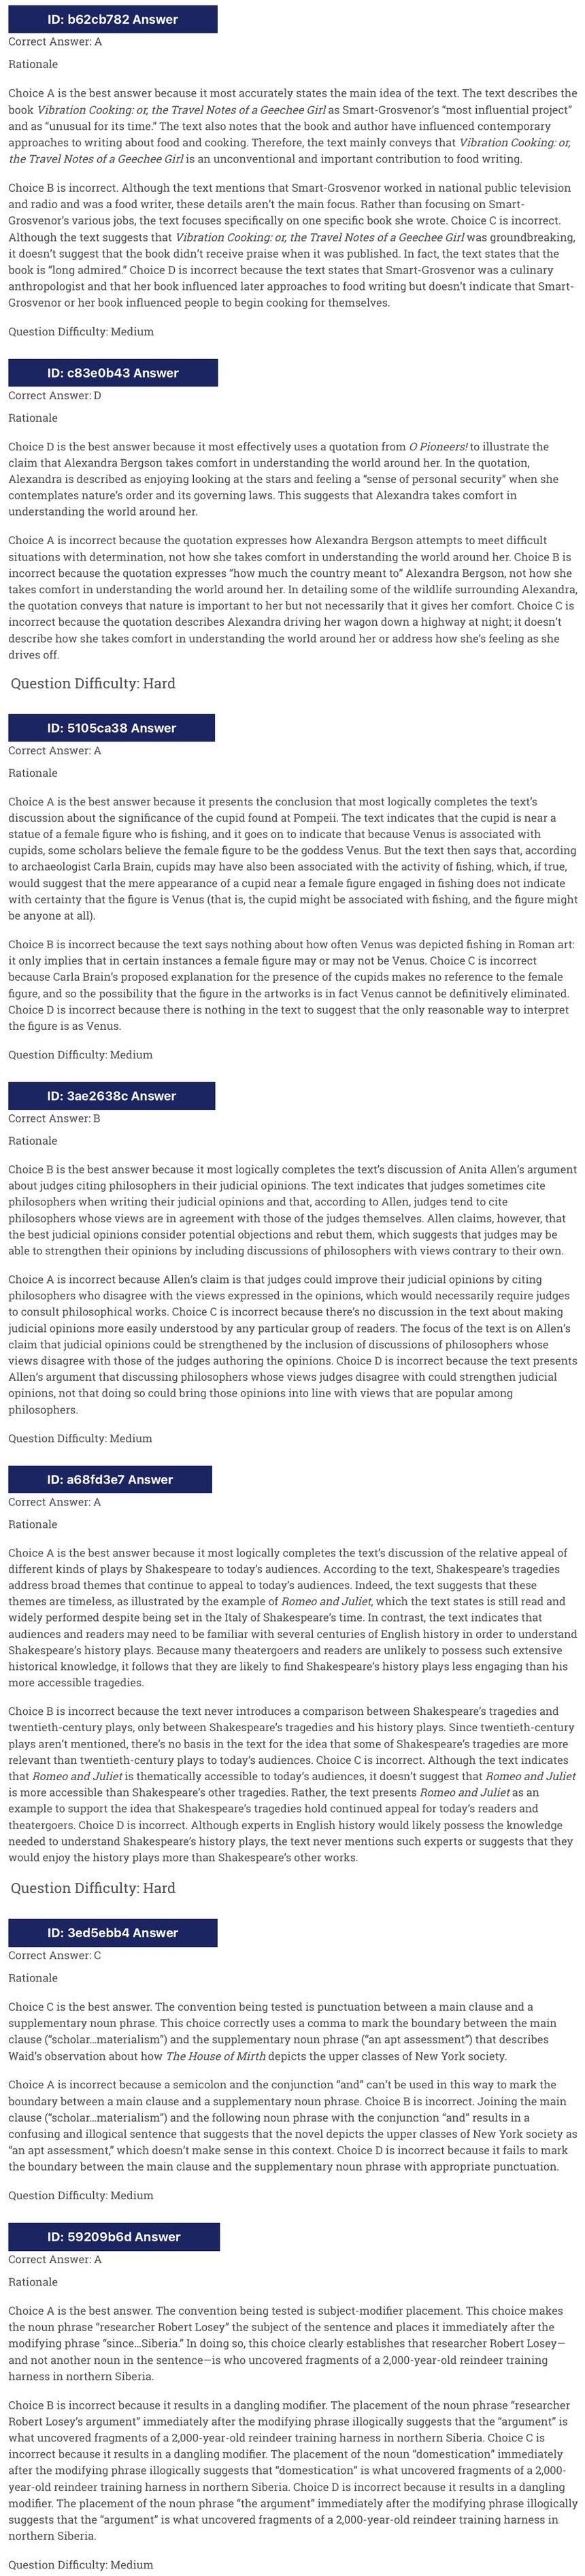 ID: b62cb782 Answer
Correct Answer: A
Rationale
Choice A is the best answer because it most accurately states the main idea of the text. The text describes the
book Vibration Cooking: or, the Travel Notes of a Geechee Girl as Smart-Grosvenor's “most influential project”
and as “unusual for its time.” The text also notes that the book and author have influenced contemporary
approaches to writing about food and cooking. Therefore, the text mainly conveys that Vibration Cooking: or,
the Travel Notes of a Geechee Girl is an unconventional and important contribution to food writing.
Choice B is incorrect. Although the text mentions that Smart-Grosvenor worked in national public television
and radio and was a food writer, these details aren't the main focus. Rather than focusing on Smart-
Grosvenor's various jobs, the text focuses specifically on one specific book she wrote. Choice C is incorrect.
Although the text suggests that Vibration Cooking: or, the Travel Notes of a Geechee Girl was groundbreaking,
it doesn't suggest that the book didn't receive praise when it was published. In fact, the text states that the
book is “long admired.” Choice D is incorrect because the text states that Smart-Grosvenor was a culinary
anthropologist and that her book influenced later approaches to food writing but doesn't indicate that Smart-
Grosvenor or her book influenced people to begin cooking for themselves.
Question Difficulty: Medium
ID: c83e0b43 Answer
Correct Answer: D
Rationale
Choice D is the best answer because it most effectively uses a quotation from O Pioneers! to illustrate the
claim that Alexandra Bergson takes comfort in understanding the world around her. In the quotation,
Alexandra is described as enjoying looking at the stars and feeling a “sense of personal security” when she
contemplates nature's order and its governing laws. This suggests that Alexandra takes comfort in
understanding the world around her.
Choice A is incorrect because the quotation expresses how Alexandra Bergson attempts to meet difficult
situations with determination, not how she takes comfort in understanding the world around her. Choice B is
incorrect because the quotation expresses “how much the country meant to” Alexandra Bergson, not how she
takes comfort in understanding the world around her. In detailing some of the wildlife surrounding Alexandra,
the quotation conveys that nature is important to her but not necessarily that it gives her comfort. Choice C is
incorrect because the quotation describes Alexandra driving her wagon down a highway at night; it doesn't
describe how she takes comfort in understanding the world around her or address how she's feeling as she
drives off.
Question Difficulty: Hard
ID: 5105ca38 Answer
Correct Answer: A
Rationale
Choice A is the best answer because it presents the conclusion that most logically completes the text's
discussion about the significance of the cupid found at Pompeii. The text indicates that the cupid is near a
statue of a female figure who is fishing, and it goes on to indicate that because Venus is associated with
cupids, some scholars believe the female figure to be the goddess Venus. But the text then says that, according
to archaeologist Carla Brain, cupids may have also been associated with the activity of fishing, which, if true,
would suggest that the mere appearance of a cupid near a female figure engaged in fishing does not indicate
with certainty that the figure is Venus (that is, the cupid might be associated with fishing, and the figure might
be anyone at all).
Choice B is incorrect because the text says nothing about how often Venus was depicted fishing in Roman art:
it only implies that in certain instances a female figure may or may not be Venus. Choice C is incorrect
because Carla Brain's proposed explanation for the presence of the cupids makes no reference to the female
figure, and so the possibility that the figure in the artworks is in fact Venus cannot be definitively eliminated.
Choice D is incorrect because there is nothing in the text to suggest that the only reasonable way to interpret
the figure is as Venus.
Question Difficulty: Medium
ID: 3ae2638c Answer
Correct Answer: B
Rationale
Choice B is the best answer because it most logically completes the text's discussion of Anita Allen's argument
about judges citing philosophers in their judicial opinions. The text indicates that judges sometimes cite
philosophers when writing their judicial opinions and that, according to Allen, judges tend to cite
philosophers whose views are in agreement with those of the judges themselves. Allen claims, however, that
the best judicial opinions consider potential objections and rebut them, which suggests that judges may be
able to strengthen their opinions by including discussions of philosophers with views contrary to their own.
Choice A is incorrect because Allen's claim is that judges could improve their judicial opinions by citing
philosophers who disagree with the views expressed in the opinions, which would necessarily require judges
to consult philosophical works. Choice C is incorrect because there's no discussion in the text about making
judicial opinions more easily understood by any particular group of readers. The focus of the text is on Allen's
claim that judicial opinions could be strengthened by the inclusion of discussions of philosophers whose
views disagree with those of the judges authoring the opinions. Choice D is incorrect because the text presents
Allen's argument that discussing philosophers whose views judges disagree with could strengthen judicial
opinions, not that doing so could bring those opinions into line with views that are popular among
philosophers.
Question Difficulty: Medium
ID: a68fd3e7 Answer
Correct Answer: A
Rationale
Choice A is the best answer because it most logically completes the text's discussion of the relative appeal of
different kinds of plays by Shakespeare to today's audiences. According to the text, Shakespeare's tragedies
address broad themes that continue to appeal to today's audiences. Indeed, the text suggests that these
themes are timeless, as illustrated by the example of Romeo and Juliet, which the text states is still read and
widely performed despite being set in the Italy of Shakespeare's time. In contrast, the text indicates that
audiences and readers may need to be familiar with several centuries of English history in order to understand
Shakespeare's history plays. Because many theatergoers and readers are unlikely to possess such extensive
historical knowledge, it follows that they are likely to find Shakespeare's history plays less engaging than his
more accessible tragedies.
Choice B is incorrect because the text never introduces a comparison between Shakespeare's tragedies and
twentieth-century plays, only between Shakespeare's tragedies and his history plays. Since twentieth-century
plays aren't mentioned, there's no basis in the text for the idea that some of Shakespeare's tragedies are more
relevant than twentieth-century plays to today's audiences. Choice C is incorrect. Although the text indicates
that Romeo and Juliet is thematically accessible to today's audiences, it doesn't suggest that Romeo and Juliet
is more accessible than Shakespeare's other tragedies. Rather, the text presents Romeo and Juliet as an
example to support the idea that Shakespeare's tragedies hold continued appeal for today's readers and
theatergoers. Choice D is incorrect. Although experts in English history would likely possess the knowledge
needed to understand Shakespeare's history plays, the text never mentions such experts or suggests that they
would enjoy the history plays more than Shakespeare's other works.
Question Difficulty: Hard
ID: 3ed5ebb4 Answer
Correct Answer: C
Rationale
Choice C is the best answer. The convention being tested is punctuation between a main clause and a
supplementary noun phrase. This choice correctly uses a comma to mark the boundary between the main
clause (“scholar…materialism”) and the supplementary noun phrase (“an apt assessment”) that describes
Waid's observation about how The House of Mirth depicts the upper classes of New York society.
Choice A is incorrect because a semicolon and the conjunction “and” can't be used in this way to mark the
boundary between a main clause and a supplementary noun phrase. Choice B is incorrect. Joining the main
clause (“scholar…materialism”) and the following noun phrase with the conjunction “and” results in a
confusing and illogical sentence that suggests that the novel depicts the upper classes of New York society as
“an apt assessment,” which doesn't make sense in this context. Choice D is incorrect because it fails to mark
the boundary between the main clause and the supplementary noun phrase with appropriate punctuation.
Question Difficulty: Medium
ID: 59209b6d Answer
Correct Answer: A
Rationale
Choice A is the best answer. The convention being tested is subject-modifier placement. This choice makes
the noun phrase “researcher Robert Losey” the subject of the sentence and places it immediately after the
modifying phrase “since…Siberia.” In doing so, this choice clearly establishes that researcher Robert Losey—
and not another noun in the sentence—is who uncovered fragments of a 2,000-year-old reindeer training
harness in northern Siberia.
Choice B is incorrect because it results in a dangling modifier. The placement of the noun phrase “researcher
Robert Losey's argument” immediately after the modifying phrase illogically suggests that the “argument” is
what uncovered fragments of a 2,000-year-old reindeer training harness in northern Siberia. Choice C is
incorrect because it results in a dangling modifier. The placement of the noun “domestication” immediately
after the modifying phrase illogically suggests that “domestication” is what uncovered fragments of a 2,000-
year-old reindeer training harness in northern Siberia. Choice D is incorrect because it results in a dangling
modifier. The placement of the noun phrase “the argument” immediately after the modifying phrase illogically
suggests that the “argument” is what uncovered fragments of a 2,000-year-old reindeer training harness in
northern Siberia.
Question Difficulty: Medium